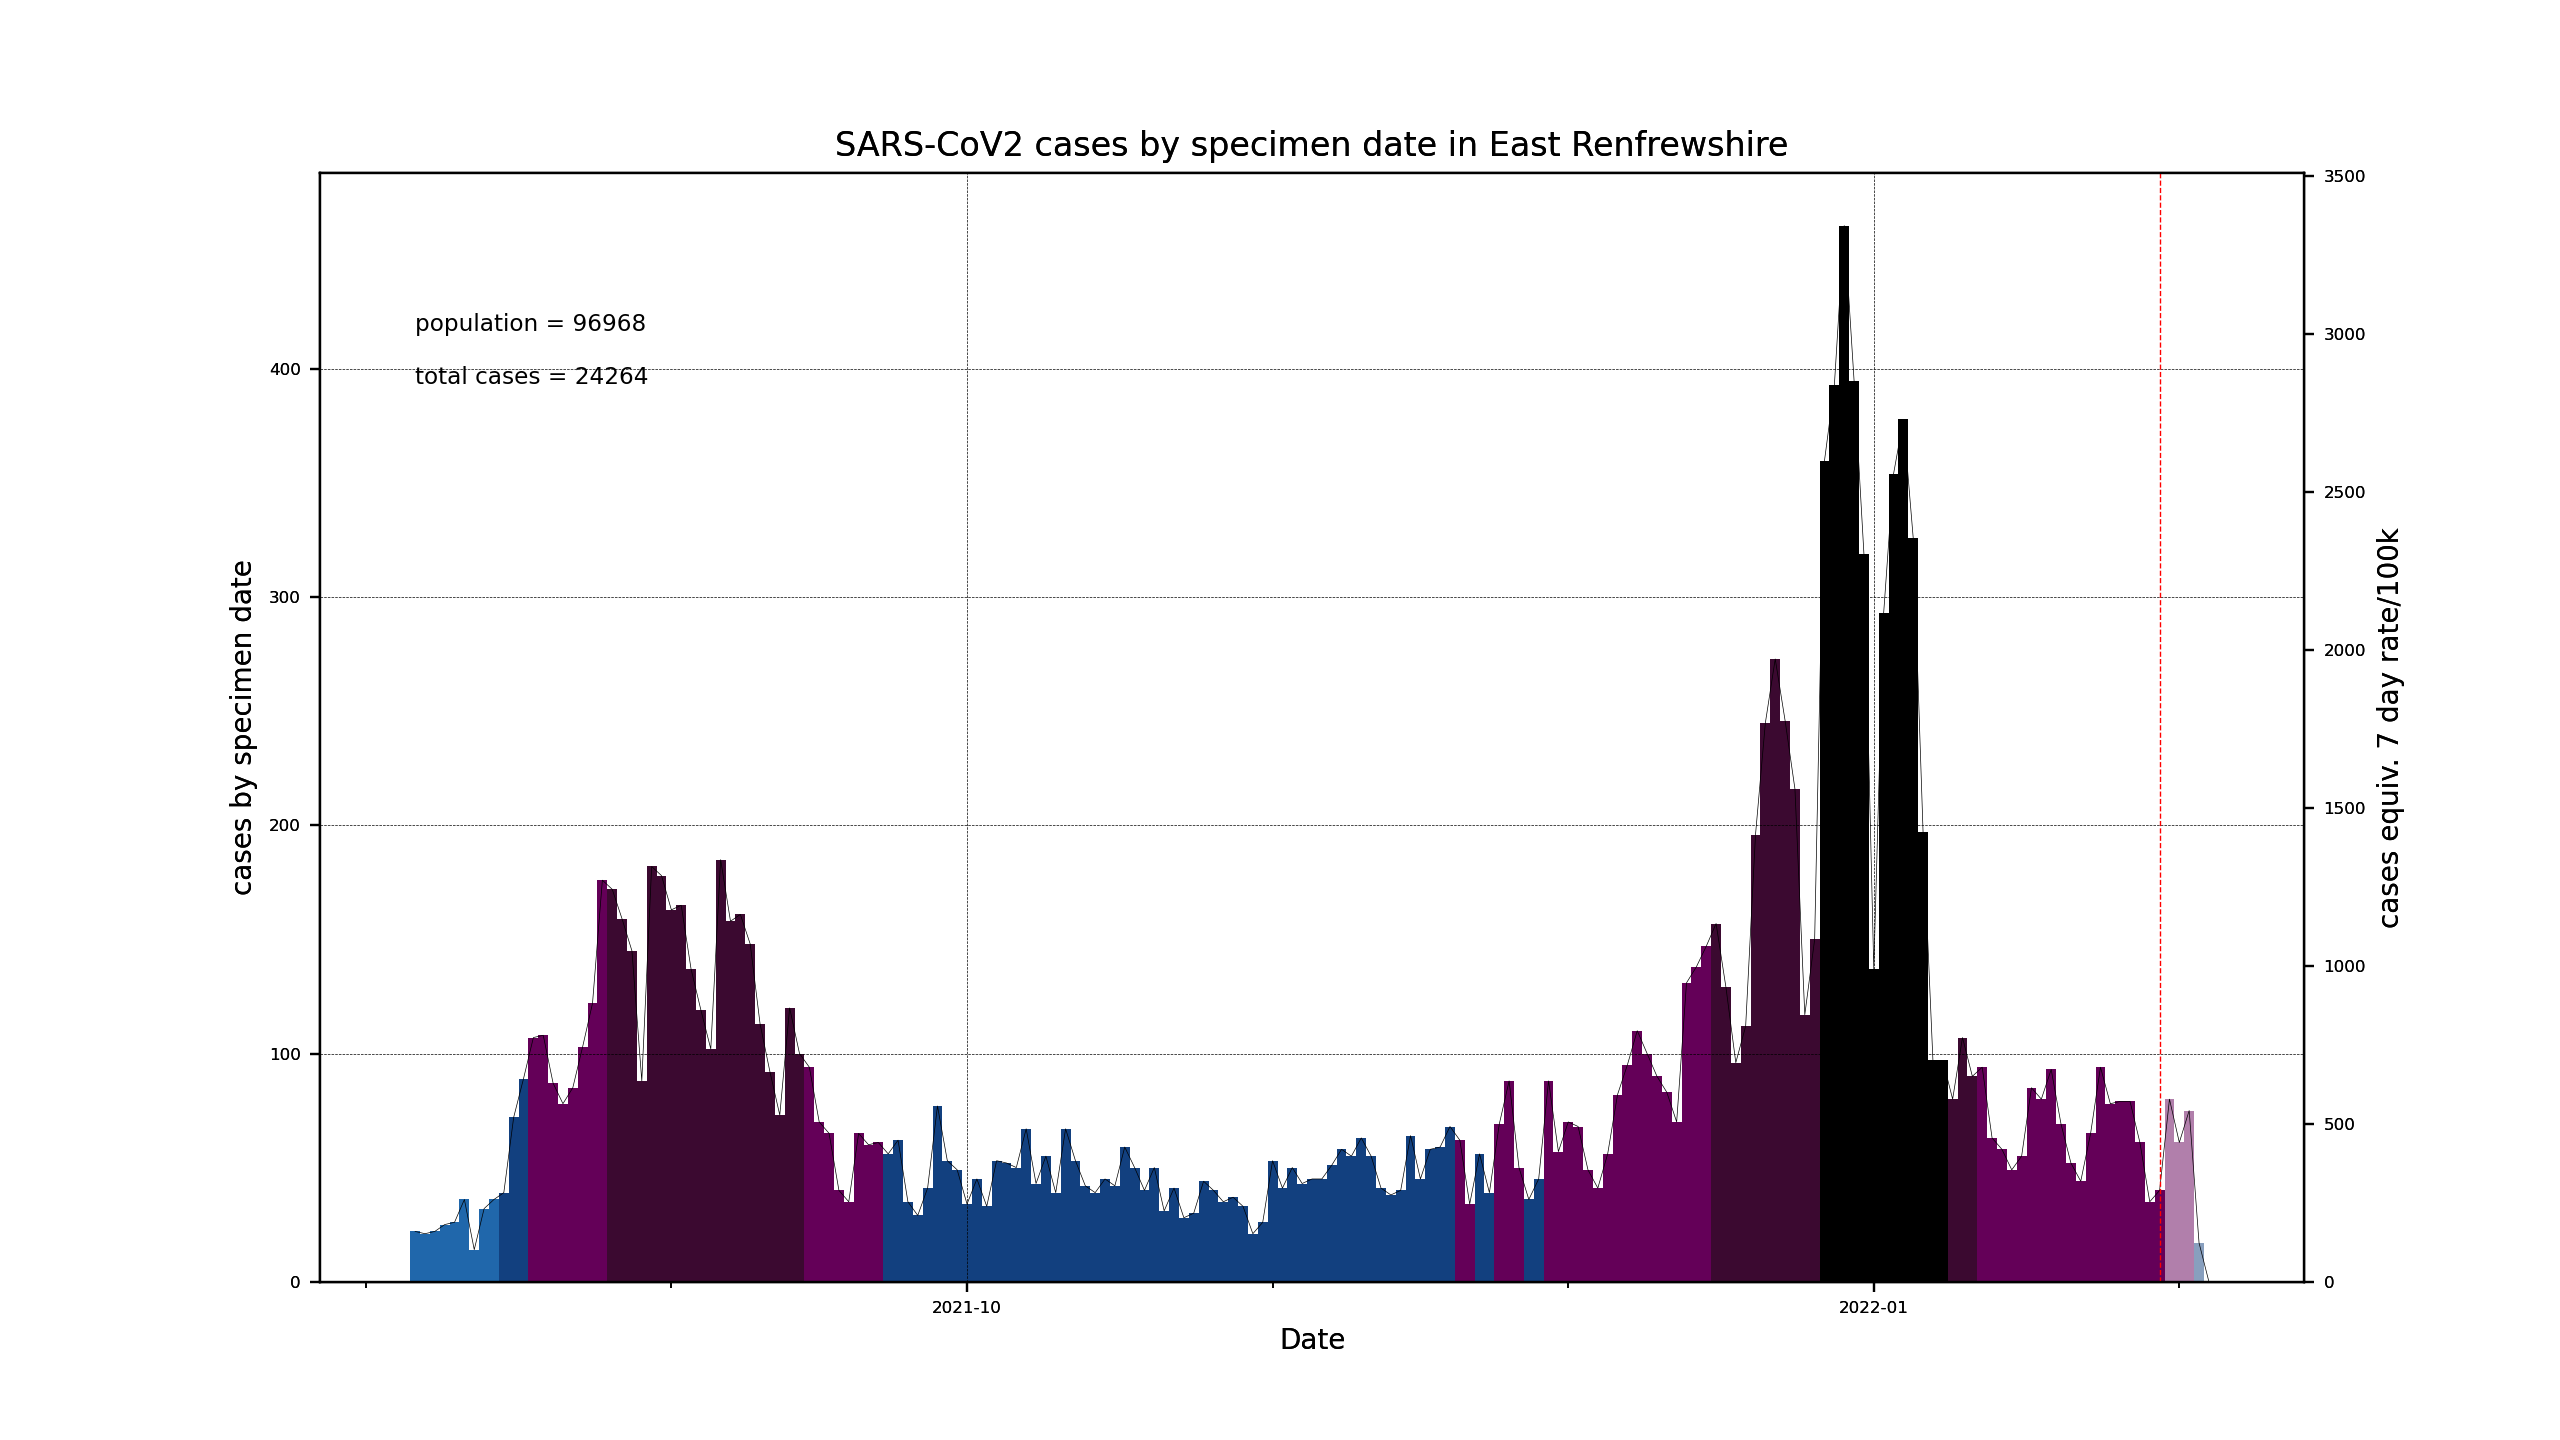 SARS-CoV2 cases by specimen date in East Renfrewshire
population = 96968
total cases = 24264
cases by specimen date
400
300
200
100
0
3500
3000
2500
2000
1500
1000
500
0
cases equiv. 7 day rate/100k
2021-10
2022-01
Date